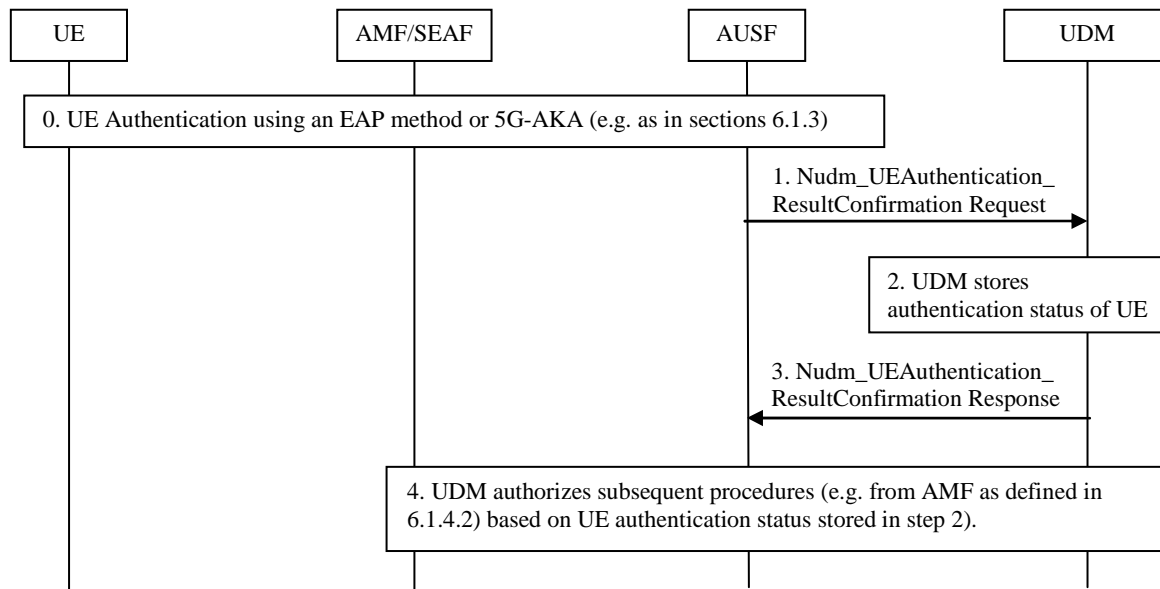 UE
AMF/SEAF
AUSF
UDM
0. UE Authentication using an EAP method or 5G-AKA (e.g. as in sections 6.1.3)
1. Nudm_UEAuthentication_
ResultConfirmation Request
2. UDM stores
authentication status of UE
3. Nudm_UEAuthentication_
ResultConfirmation Response
4. UDM authorizes subsequent procedures (e.g. from AMF as defined in
6.1.4.2) based on UE authentication status stored in step 2).